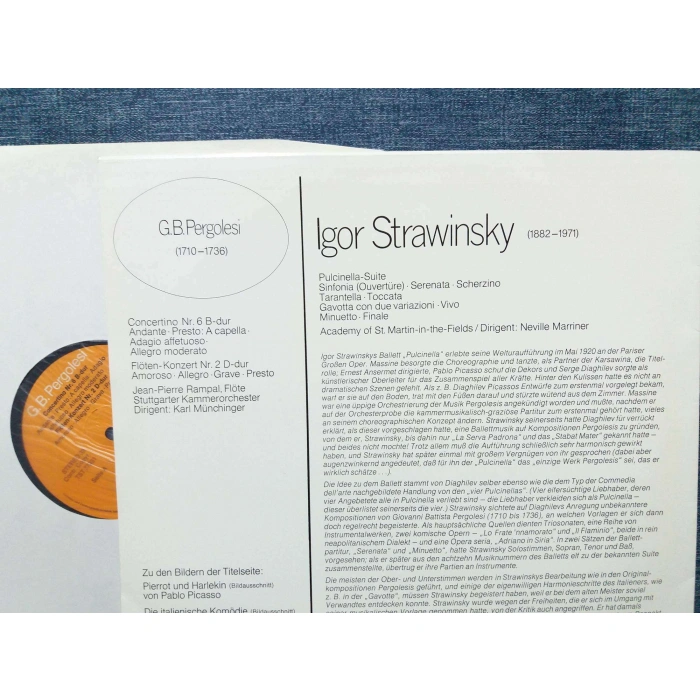 G.B.Pergolesi
(1710–1736)
Concertino Nr. 6 B-dur
Andante · Presto: A capella ·
Adagio affetuoso ·
Allegro moderato
Flöten-Konzert Nr. 2 D-dur
Amoroso · Allegro · Grave · Presto
Jean-Pierre Rampal, Flöte
Stuttgarter Kammerorchester
Dirigent: Karl Münchinger
Zu den Bildern der Titelseite:
Pierrot und Harlekin (Bildausschnitt)
von Pablo Picasso
Die italienische Komödie (Bildausschnitt)
Igor Strawinsky (1882–1971)
Pulcinella-Suite
Sinfonia (Ouvertüre) · Serenata · Scherzino
Tarantella · Toccata
Gavotta con due variazioni · Vivo
Minuetto · Finale
Academy of St. Martin-in-the-Fields / Dirigent: Neville Marriner
Igor Strawinskys Ballett „Pulcinella“ erlebte seine Welturaufführung im Mai 1920 an der Pariser
Großen Oper. Massine besorgte die Choreographie und tanzte, als Partner der Karsawina, die Titel-
rolle; Ernest Ansermet dirigierte, Pablo Picasso schuf die Dekors und Serge Diaghilew sorgte als
künstlerischer Oberleiter für das Zusammenspiel aller Kräfte. Hinter den Kulissen hatte es nicht an
dramatischen Szenen gefehlt. Als z. B. Diaghilew Picassos Entwürfe zum erstenmal vorgelegt bekam,
warf er sie auf den Boden, trat mit den Füßen darauf und stürzte wütend aus dem Zimmer. Massine
war eine üppige Orchestrierung der Musik Pergolesis angekündigt worden und mußte, nachdem er
auf der Orchesterprobe die kammermusikalisch-graziöse Partitur zum erstenmal gehört hatte, vieles
an seinem choreographischen Konzept ändern. Strawinsky seinerseits hatte Diaghilew für verrückt
erklärt, als dieser vorgeschlagen hatte, eine Ballettmusik auf Kompositionen Pergolesis zu gründen,
von dem er, Strawinsky, bis dahin nur „La Serva Padrona“ und das „Stabat Mater“ gekannt hatte –
und beides nicht mochte! Trotz allem muß die Aufführung schließlich sehr harmonisch gewirkt
haben, und Strawinsky hat später einmal mit großem Vergnügen von ihr gesprochen (dabei aber
augenzwinkernd angedeutet, daß für ihn der „Pulcinella“ das „einzige Werk Pergolesis“ sei, das er
wirklich schätze ...).
Die Idee zu dem Ballett stammt von Diaghilew selber ebenso wie die dem Typ der Commedia
dell'arte nachgebildete Handlung von den „vier Pulcinellas“. (Vier eifersüchtige Liebhaber, deren
vier Angebetete alle in Pulcinella verliebt sind – die Liebhaber verkleiden sich als Pulcinella –
dieser überlistet seinerseits die vier.) Strawinsky sichtete auf Diaghilews Anregung unbekanntere
Kompositionen von Giovanni Battista Pergolesi (1710 bis 1736), an welchen Vorlagen er sich dann
doch regelrecht begeisterte. Als hauptsächliche Quellen dienten Triosonaten, eine Reihe von
Instrumentalwerken, zwei komische Opern – „Lo Frate 'nnamorato“ und „Il Flaminio“, beide in rein
neapolitanischem Dialekt – und eine Opera seria, „Adriano in Siria“. In zwei Sätzen der Ballett-
partitur, „Serenata“ und „Minuetto“, hatte Strawinsky Solostimmen, Sopran, Tenor und Baß,
vorgesehen; als er später aus den achtzehn Musiknummern des Balletts elf zu der bekannten Suite
zusammenstellte, übertrug er ihre Partien an Instrumente.
Die meisten der Ober- und Unterstimmen werden in Strawinskys Bearbeitung wie in den Original-
kompositionen Pergolesis geführt, und einige der eigenwilligen Harmonieschritte des Italieners, wie
z. B. in der „Gavotte“, müssen Strawinsky begeistert haben, weil er bei dem alten Meister soviel
Verwandtes entdecken konnte. Strawinsky wurde wegen der Freiheiten, die er sich im Umgang mit
seiner musikalischen Vorlage genommen hatte, von der Kritik auch angegriffen. Er hat damals
G.B. Pergolesi